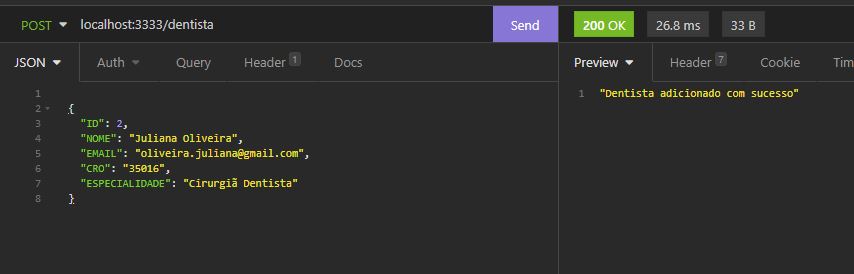 POST localhost:3333/dentista Send 200 OK 26.8 ms 33 B
JSON Auth Query Header 1 Docs Preview Header 7 Cookie Tim
1 1 "Dentista adicionado com sucesso"
2 {
3 "ID": 2,
4 "NOME": "Juliana Oliveira",
5 "EMAIL": "oliveira.juliana@gmail.com",
6 "CRO": "35016",
7 "ESPECIALIDADE": "Cirurgiã Dentista"
8 }